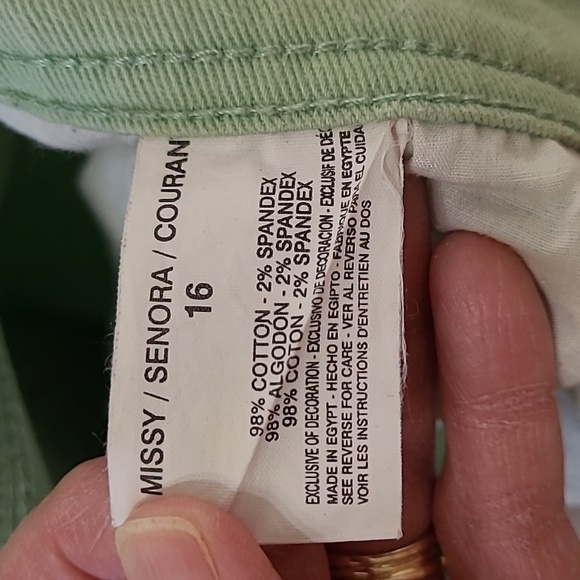 MISSY / SENORA / COURAN
16
98% COTTON - 2% SPANDEX
98% ALGODON - 2% SPANDEX
98% COTON - 2% SPANDEX
EXCLUSIVE OF DECORATION - EXCLUSIVO DE DECORACION - EXCLUSIF DE DÉ
MADE IN EGYPT - HECHO EN EGIPTO - FABRIQUE EN EGYPTE
SEE REVERSE FOR CARE - VER AL REVERSO PARA EL CUIDA
VOIR LES INSTRUCTIONS D'ENTRETIEN AU DOS